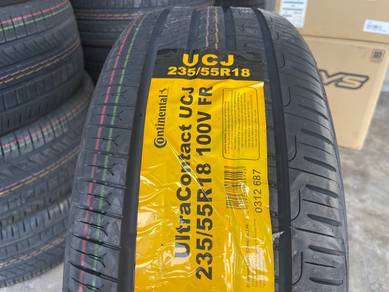 UCJ
235/55R18
Continental
UltraContact UCJ
235/55R18 100V FR
0312 687